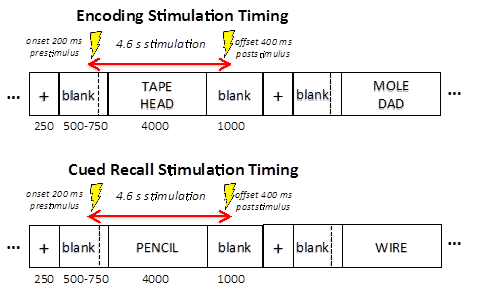 Encoding Stimulation Timing
onset 200 ms
prestimulus
4.6 s stimulation
offset 400 ms
poststimulus
... + blank TAPE HEAD blank + blank MOLE DAD ...
250 500-750 4000 1000
Cued Recall Stimulation Timing
onset 200 ms
prestimulus
4.6 s stimulation
offset 400 ms
poststimulus
... + blank PENCIL blank + blank WIRE ...
250 500-750 4000 1000